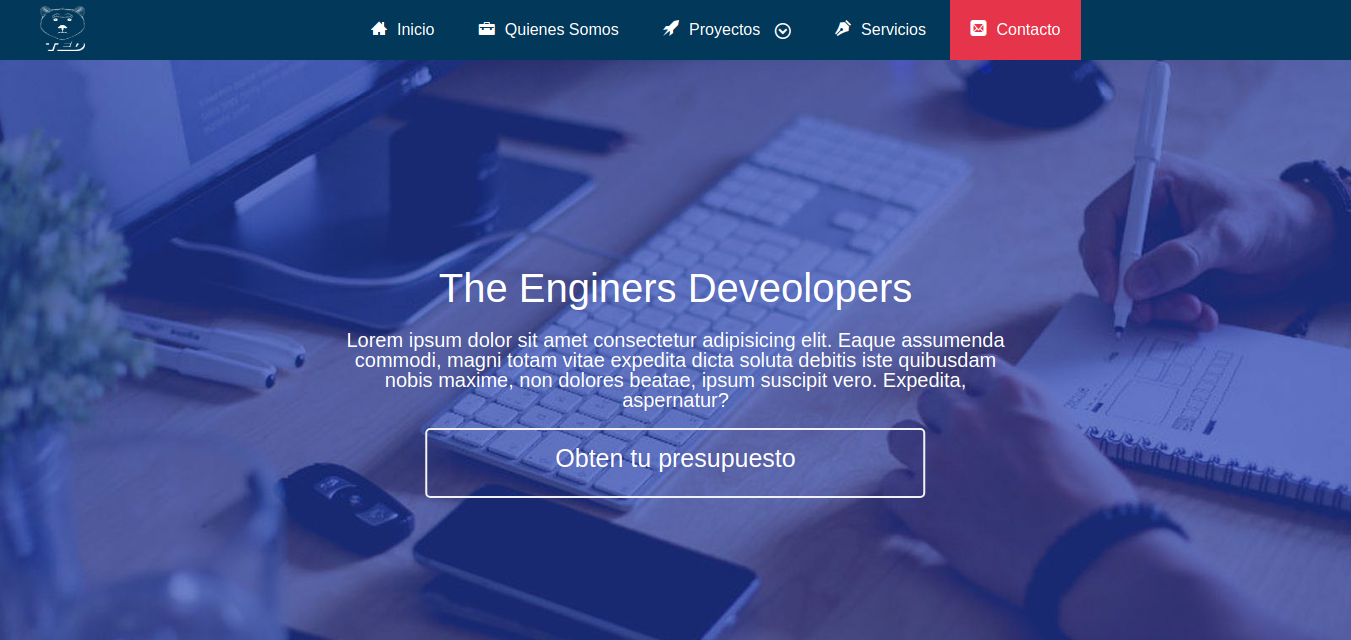 TED
Inicio
Quienes Somos
Proyectos
Servicios
Contacto
The Enginers Deveolopers
Lorem ipsum dolor sit amet consectetur adipisicing elit. Eaque assumenda
commodi, magni totam vitae expedita dicta soluta debitis iste quibusdam
nobis maxime, non dolores beatae, ipsum suscipit vero. Expedita,
aspernatur?
Obten tu presupuesto